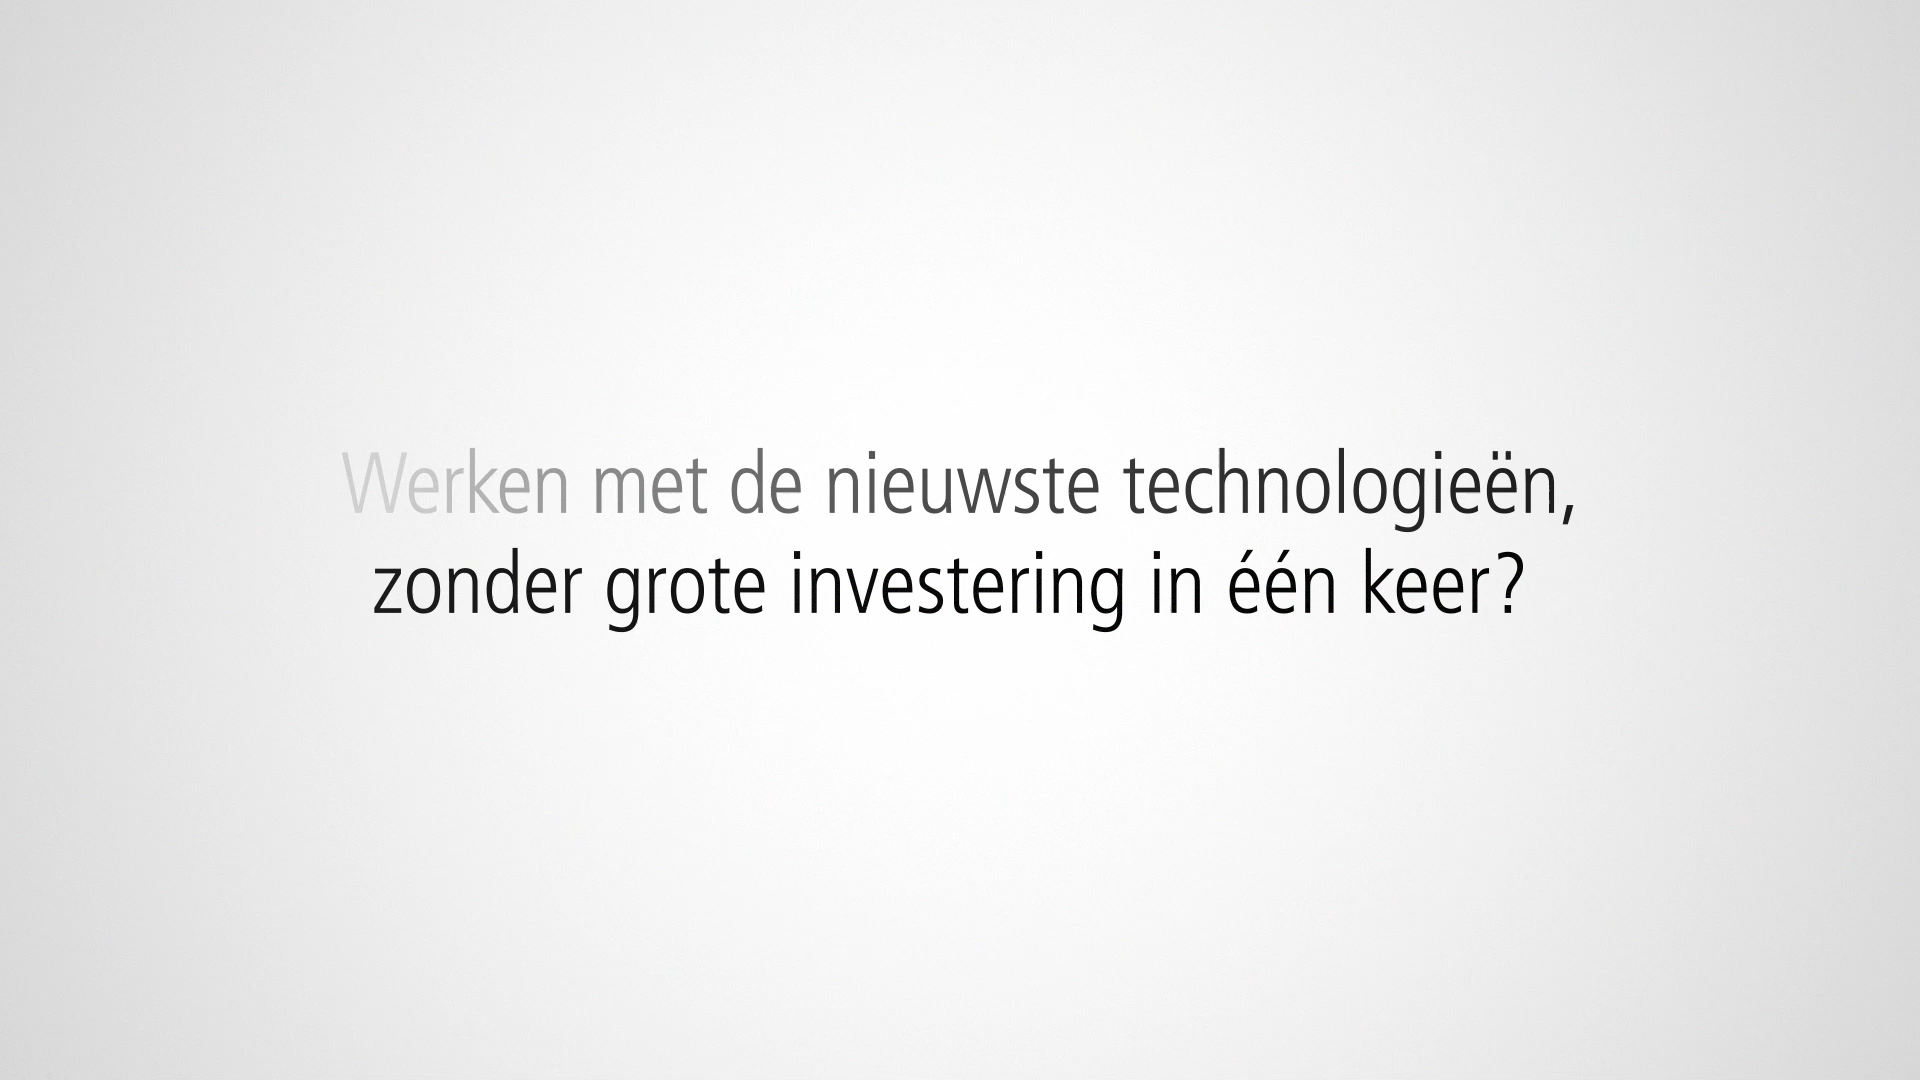 Werken met de nieuwste technologieën,
zonder grote investering in één keer?